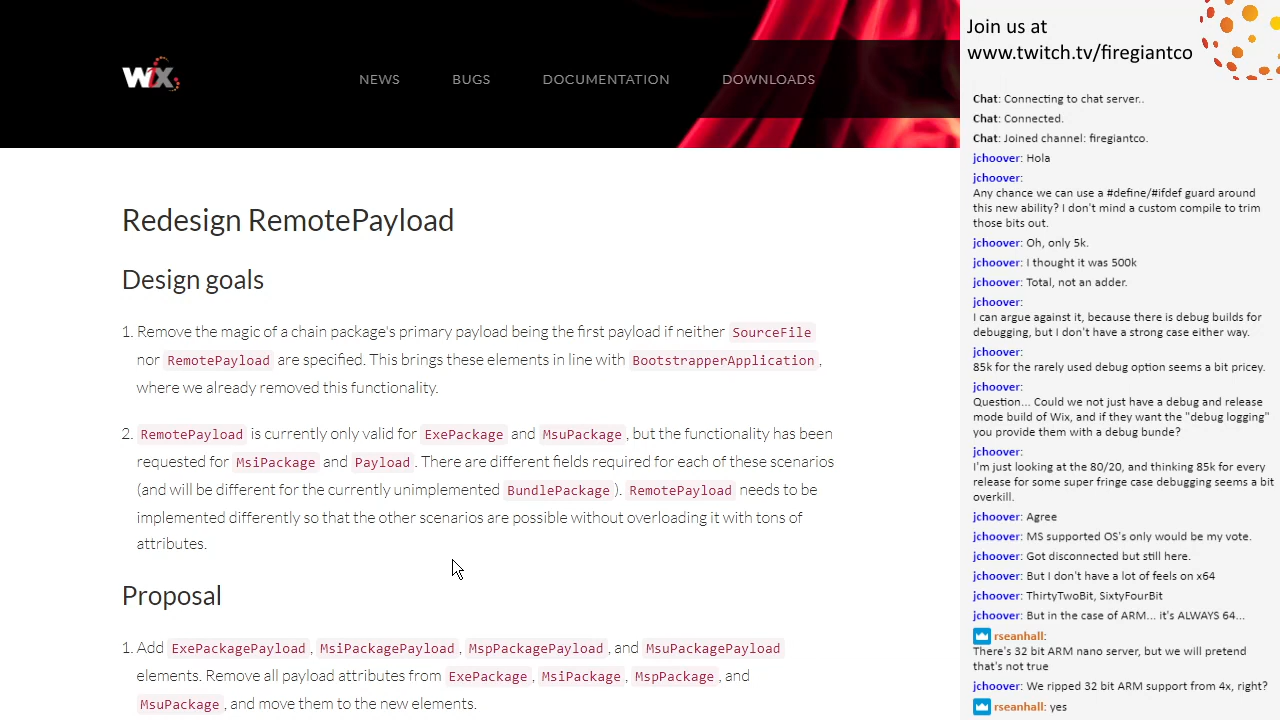 WiX
NEWS
BUGS
DOCUMENTATION
DOWNLOADS
Redesign RemotePayload
Design goals
1. Remove the magic of a chain package's primary payload being the first payload if neither SourceFile
nor RemotePayload are specified. This brings these elements in line with BootstrapperApplication,
where we already removed this functionality.
2. RemotePayload is currently only valid for ExePackage and MsuPackage, but the functionality has been
requested for MsiPackage and Payload. There are different fields required for each of these scenarios
(and will be different for the currently unimplemented BundlePackage). RemotePayload needs to be
implemented differently so that the other scenarios are possible without overloading it with tons of
attributes.
Proposal
1. Add ExePackagePayload, MsiPackagePayload, MspPackagePayload, and MsuPackagePayload
elements. Remove all payload attributes from ExePackage, MsiPackage, MspPackage, and
MsuPackage, and move them to the new elements.
Join us at
www.twitch.tv/firegiantco
Chat: Connecting to chat server..
Chat: Connected.
Chat: Joined channel: firegiantco.
jchoover: Hola
jchoover:
Any chance we can use a #define/#ifdef guard around
this new ability? I don't mind a custom compile to trim
those bits out.
jchoover: Oh, only 5k.
jchoover: I thought it was 500k
jchoover: Total, not an adder.
jchoover:
I can argue against it, because there is debug builds for
debugging, but I don't have a strong case either way.
jchoover:
85k for the rarely used debug option seems a bit pricey.
jchoover:
Question... Could we not just have a debug and release
mode build of Wix, and if they want the "debug logging"
you provide them with a debug bunde?
jchoover:
I'm just looking at the 80/20, and thinking 85k for every
release for some super fringe case debugging seems a bit
overkill.
jchoover: Agree
jchoover: MS supported OS's only would be my vote.
jchoover: Got disconnected but still here.
jchoover: But I don't have a lot of feels on x64
jchoover: ThirtyTwoBit, SixtyFourBit
jchoover: But in the case of ARM... it's ALWAYS 64...
rseanhall:
There's 32 bit ARM nano server, but we will pretend
that's not true
jchoover: We ripped 32 bit ARM support from 4x, right?
rseanhall: yes